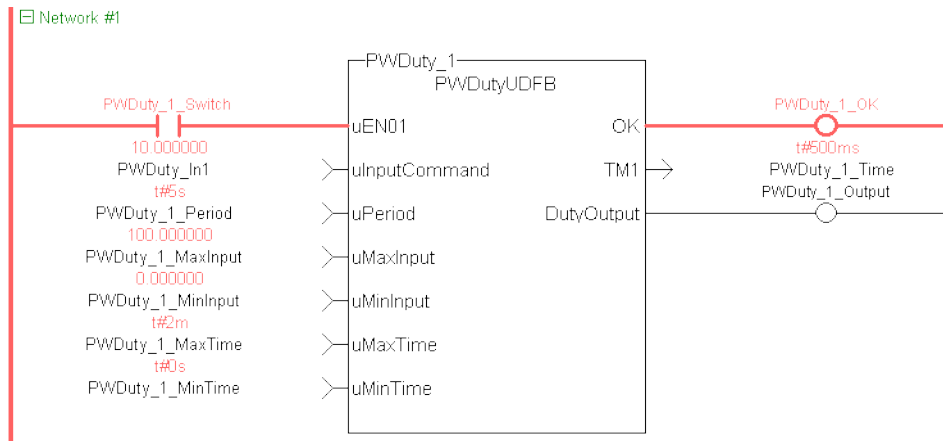 Network #1
PWDuty_1
PWDutyUDFB
PWDuty_1_Switch
uEN01
OK
PWDuty_1_OK
10.000000
t#500ms
PWDuty_In1
uInputCommand
TM1
PWDuty_1_Time
t#5s
PWDuty_1_Output
PWDuty_1_Period
uPeriod
DutyOutput
100.000000
PWDuty_1_MaxInput
uMaxInput
0.000000
PWDuty_1_MinInput
uMinInput
t#2m
PWDuty_1_MaxTime
uMaxTime
t#0s
PWDuty_1_MinTime
uMinTime